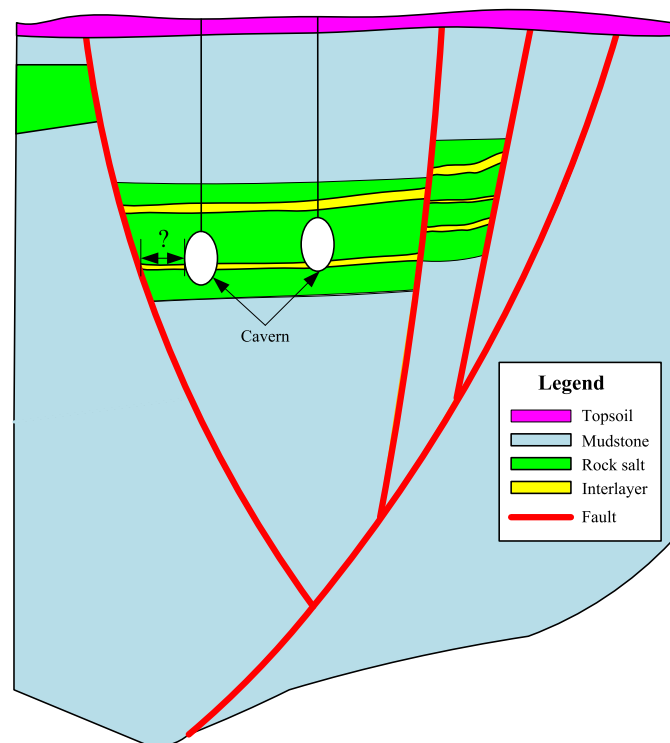 ?
Cavern
Legend
Topsoil
Mudstone
Rock salt
Interlayer
Fault